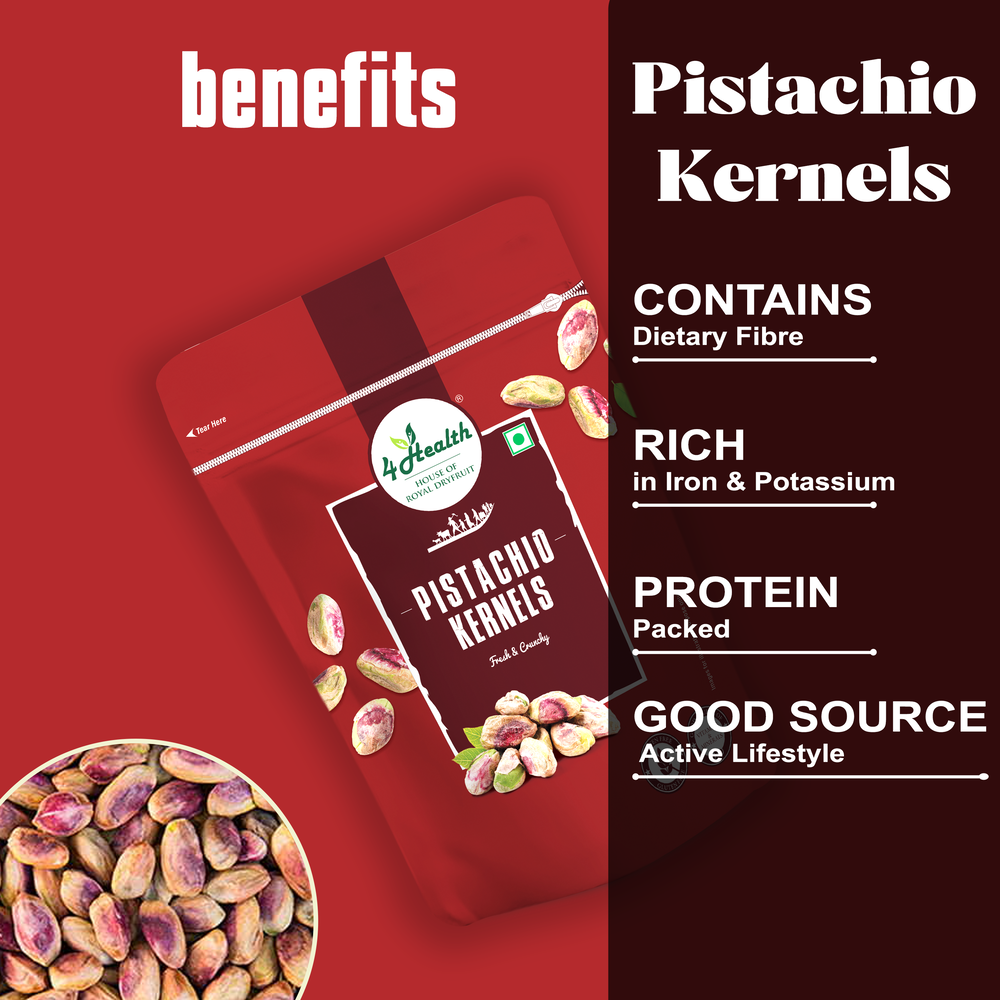 benefits
Tear Here
®
4Health
HOUSE OF
ROYAL DRYFRUIT
PISTACHIO
KERNELS
Fresh & Crunchy
Pistachio
Kernels
CONTAINS
Dietary Fibre
RICH
in Iron & Potassium
PROTEIN
Packed
GOOD SOURCE
Active Lifestyle